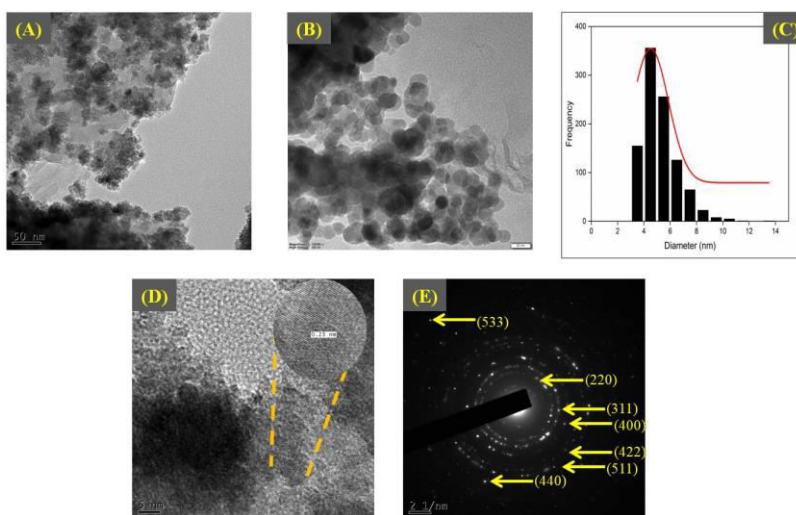 (A)
50 nm
(B)
(C)
400
300
200
100
0
Frequency
0 2 4 6 8 10 12 14
Diameter (nm)
(D)
0.25 nm
5 nm
(E)
(533)
(220)
(311)
(400)
(422)
(511)
(440)
2 1/nm